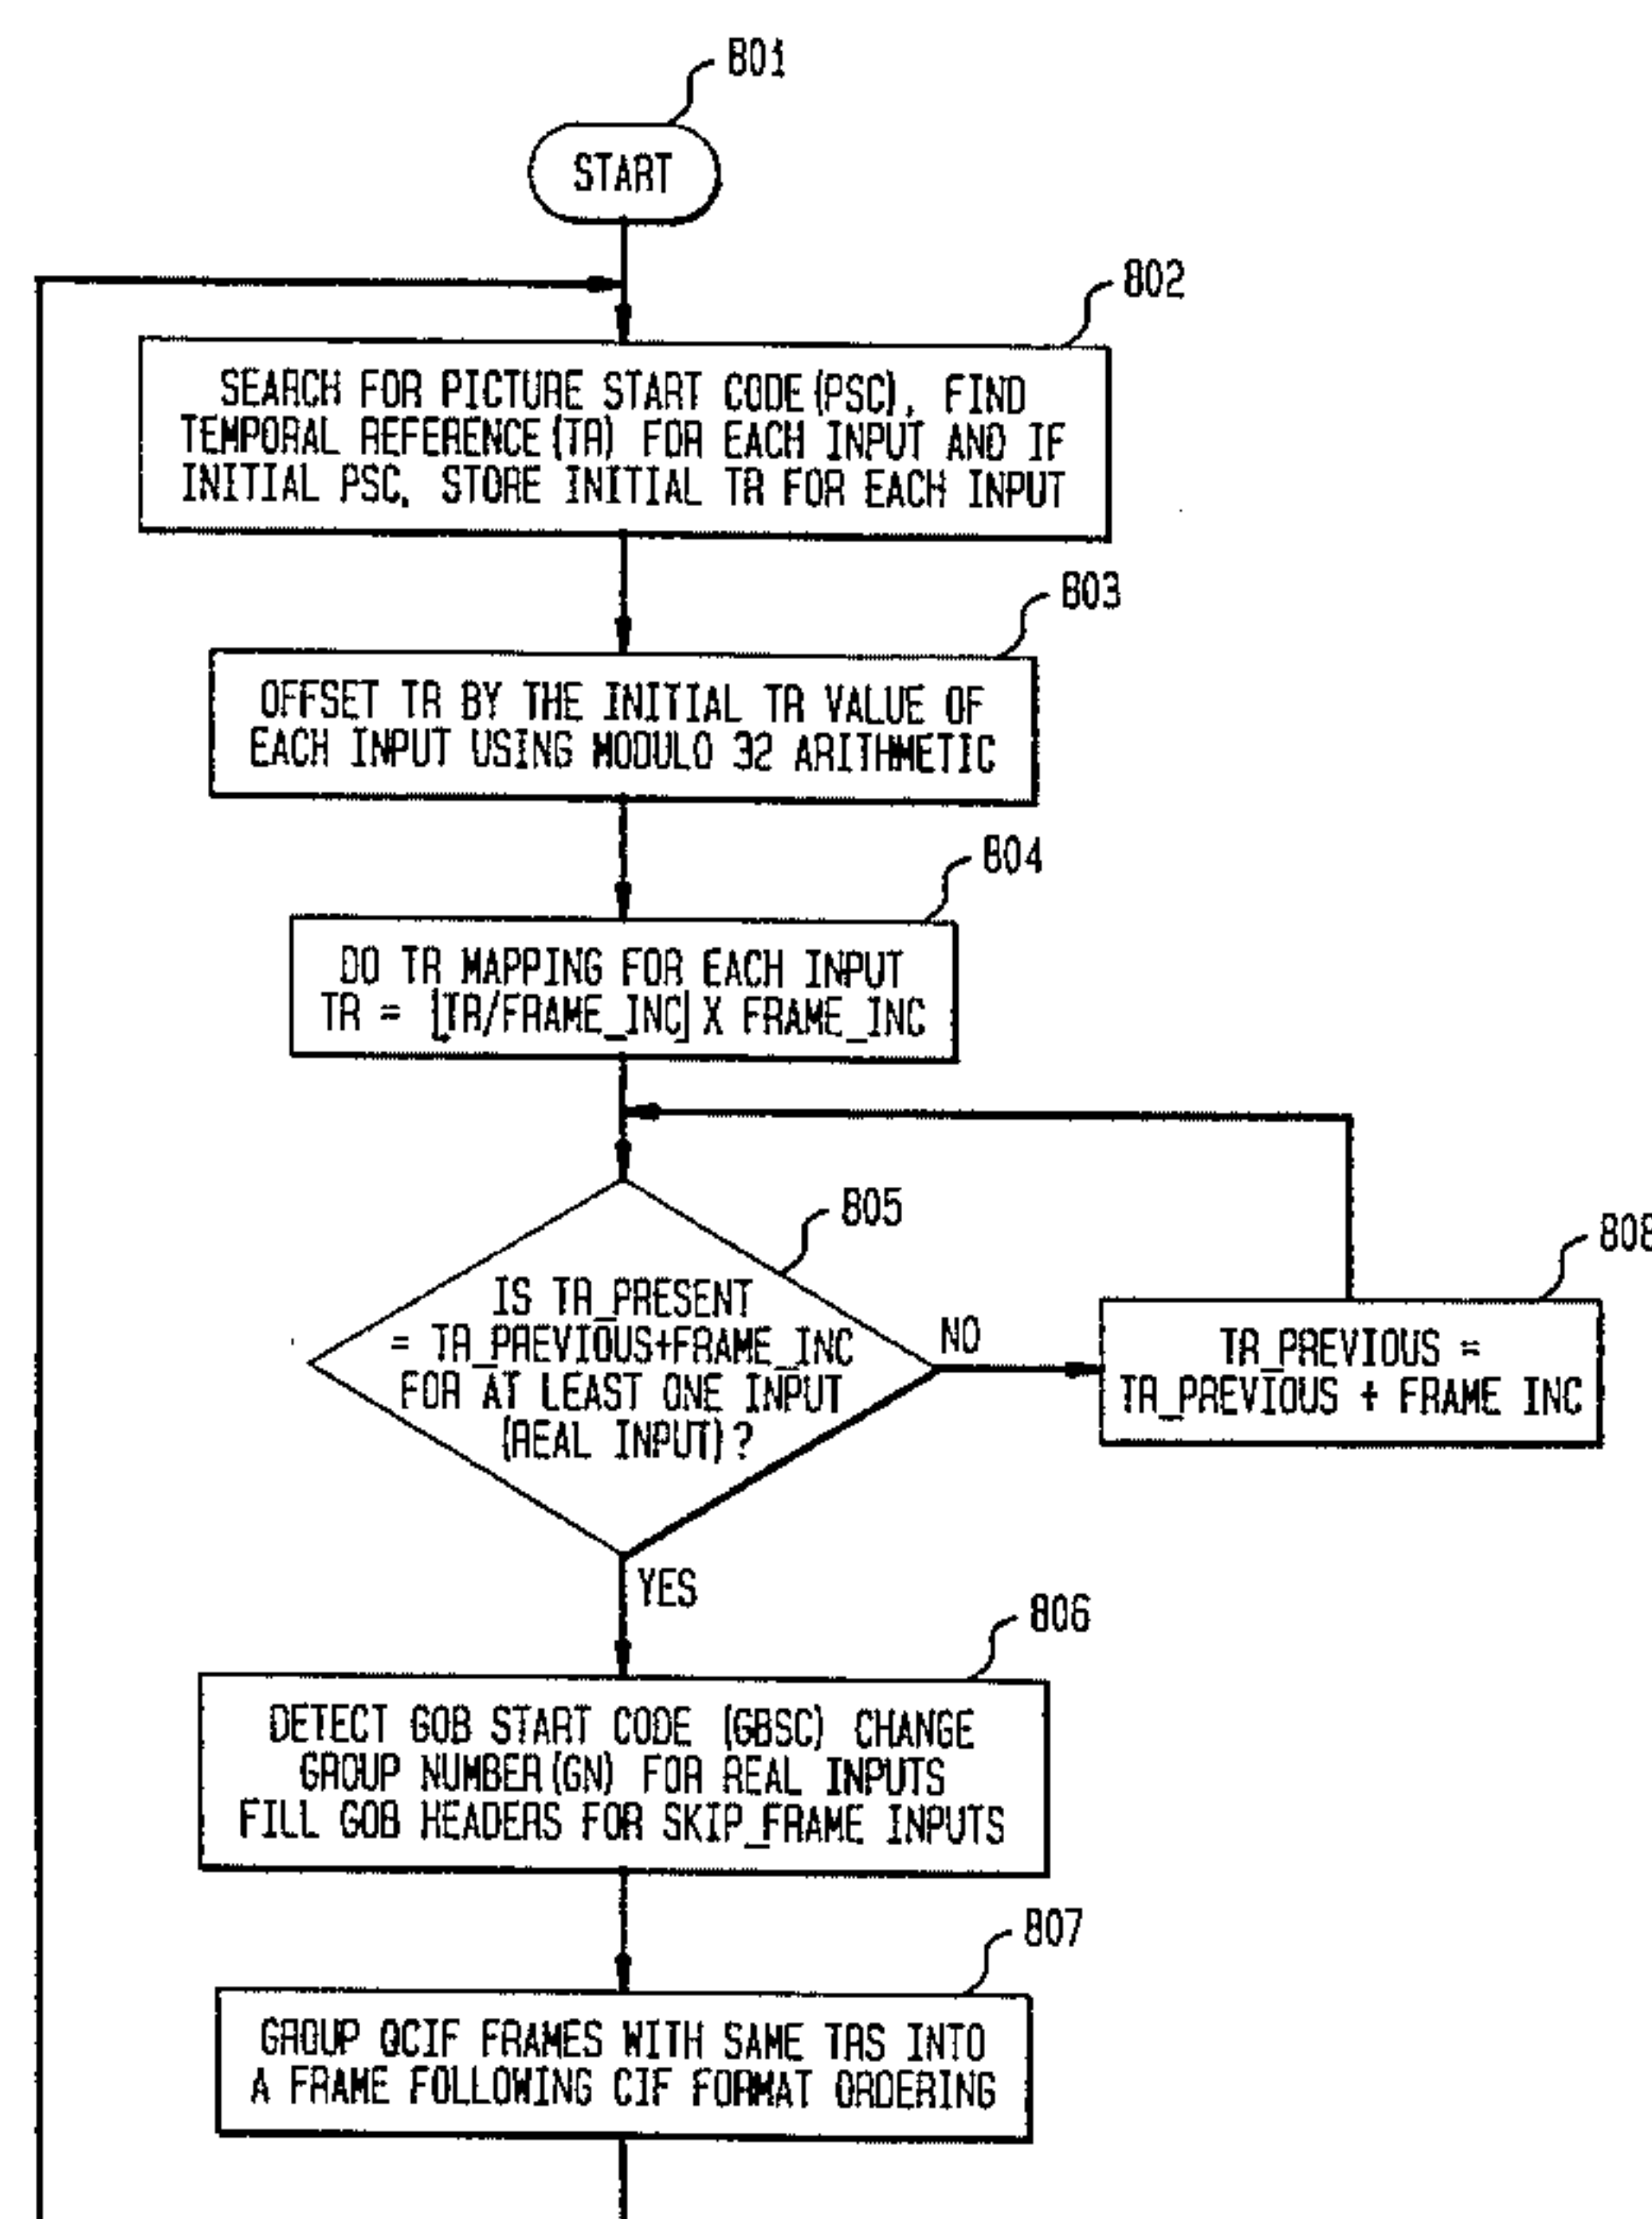 801
START
802
SEARCH FOR PICTURE START CODE (PSC), FIND
TEMPORAL REFERENCE (TR) FOR EACH INPUT AND IF
INITIAL PSC, STORE INITIAL TR FOR EACH INPUT
803
OFFSET TR BY THE INITIAL TR VALUE OF
EACH INPUT USING MODULO 32 ARITHMETIC
804
DO TR MAPPING FOR EACH INPUT
TR = ⌊TR/FRAME_INC⌋ X FRAME_INC
805
IS TR_PRESENT
= TR_PREVIOUS+FRAME_INC
FOR AT LEAST ONE INPUT
(REAL INPUT)?
NO
808
TR_PREVIOUS =
TR_PREVIOUS + FRAME INC
YES
806
DETECT GOB START CODE (GBSC) CHANGE
GROUP NUMBER (GN) FOR REAL INPUTS
FILL GOB HEADERS FOR SKIP_FRAME INPUTS
807
GROUP QCIF FRAMES WITH SAME TRS INTO
A FRAME FOLLOWING CIF FORMAT ORDERING